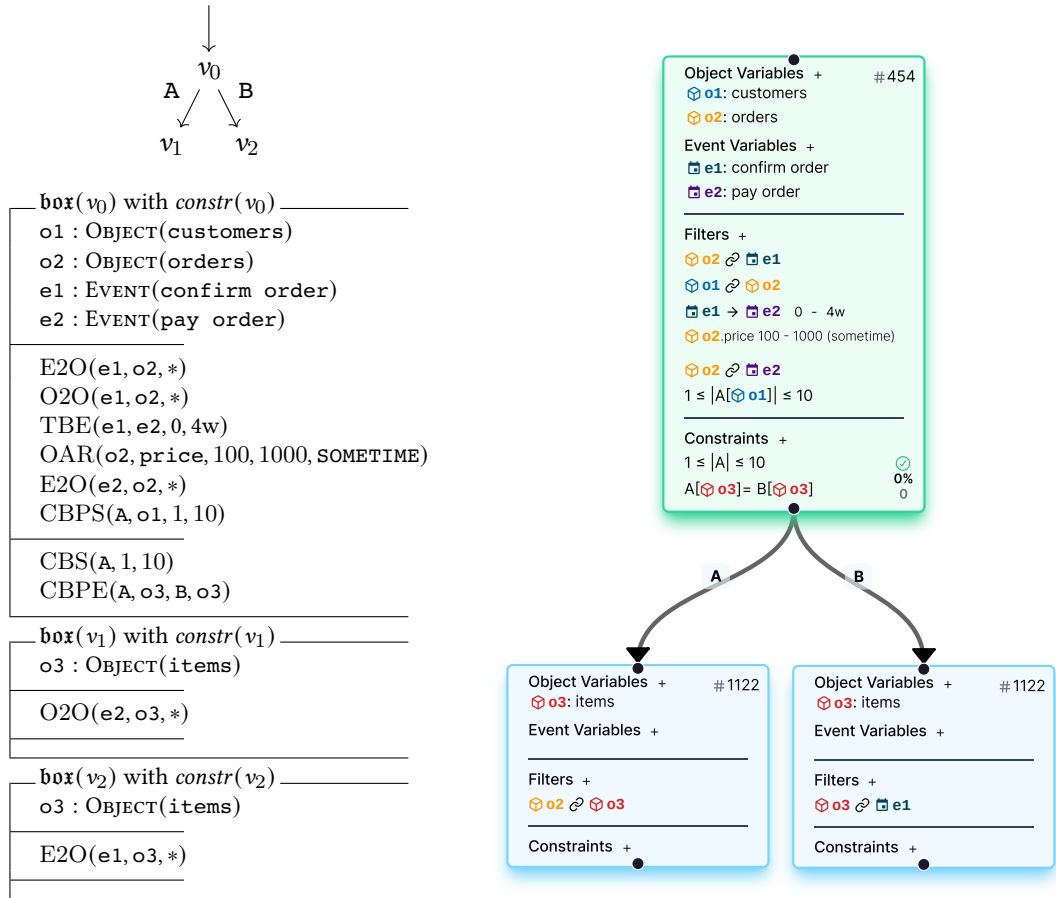 v0
A B
v1 v2
box(v0) with constr(v0)
o1 : OBJECT(customers)
o2 : OBJECT(orders)
e1 : EVENT(confirm order)
e2 : EVENT(pay order)
E2O(e1, o2, *)
O2O(e1, o2, *)
TBE(e1, e2, 0, 4w)
OAR(o2, price, 100, 1000, SOMETIME)
E2O(e2, o2, *)
CBPS(A, o1, 1, 10)
CBS(A, 1, 10)
CBPE(A, o3, B, o3)
box(v1) with constr(v1)
o3 : OBJECT(items)
O2O(e2, o3, *)
box(v2) with constr(v2)
o3 : OBJECT(items)
E2O(e1, o3, *)
Object Variables + #454
o1: customers
o2: orders
Event Variables +
e1: confirm order
e2: pay order
Filters +
o2 e1
o1 o2
e1 → e2 0 - 4w
o2.price 100 - 1000 (sometime)
o2 e2
1 ≤ |A[o1]| ≤ 10
Constraints +
1 ≤ |A| ≤ 10
0%
A[o3]= B[o3]
0
A
B
Object Variables + #1122
o3: items
Event Variables +
Filters +
o2 o3
Constraints +
Object Variables + #1122
o3: items
Event Variables +
Filters +
o3 e1
Constraints +